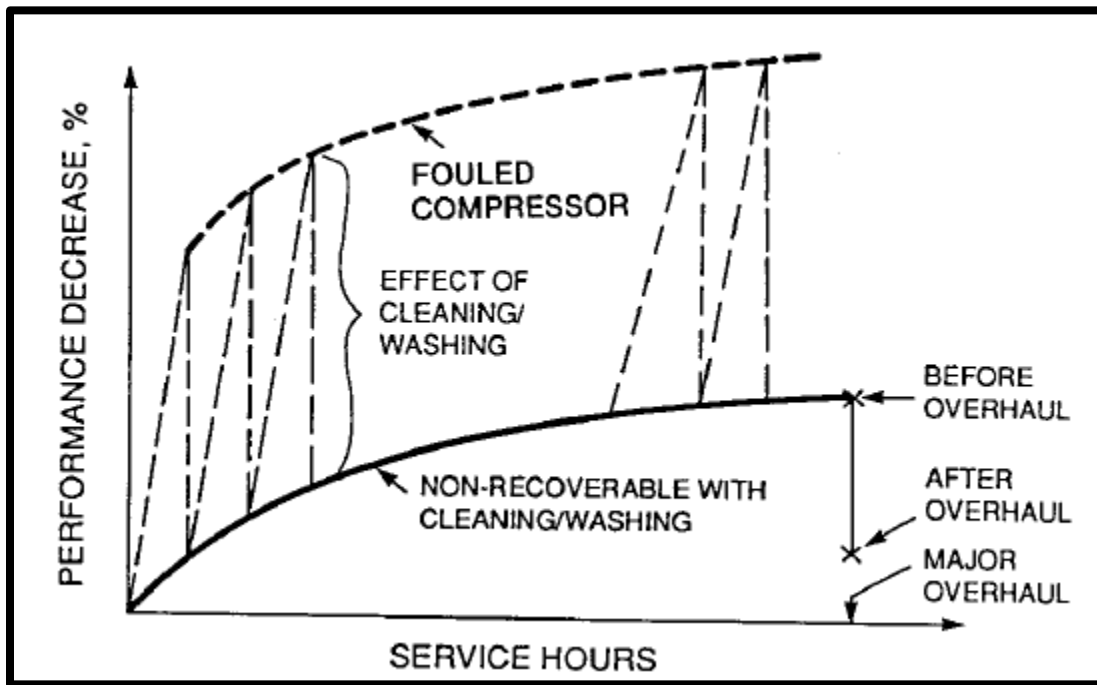 PERFORMANCE DECREASE, %
FOULED
COMPRESSOR
EFFECT OF
CLEANING/
WASHING
NON-RECOVERABLE WITH
CLEANING/WASHING
BEFORE
OVERHAUL
AFTER
OVERHAUL
MAJOR
OVERHAUL
SERVICE HOURS